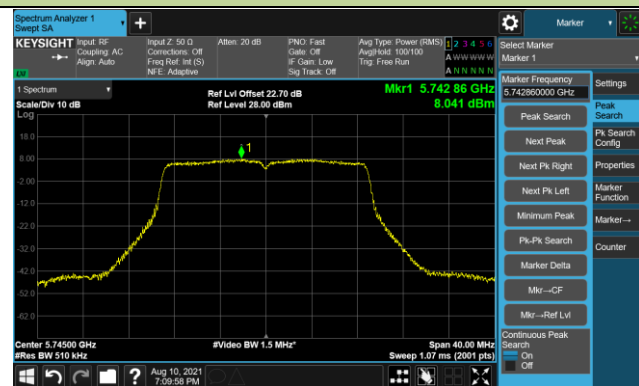 Spectrum Analyzer 1
Swept SA
+
Marker
KEYSIGHT
Input: RF
Coupling: AC
Align: Auto
Input Z: 50 Ω
Corrections: Off
Freq Ref: Int (S)
NFE: Adaptive
Atten: 20 dB
PNO: Fast
Gate: Off
IF Gain: Low
Sig Track: Off
Avg Type: Power (RMS)
Avg|Hold: 100/100
Trig: Free Run
1 2 3 4 5 6
A W W W W W
A N N N N N
LXI
Select Marker
Marker 1
1 Spectrum
Scale/Div 10 dB
Log
Ref Lvl Offset 22.70 dB
Ref Level 28.00 dBm
Mkr1 5.742 86 GHz
8.041 dBm
18.0
8.00
-2.00
-12.0
-22.0
-32.0
-42.0
-52.0
-62.0
1
Center 5.74500 GHz
#Res BW 510 kHz
#Video BW 1.5 MHz*
Span 40.00 MHz
Sweep 1.07 ms (2001 pts)
Marker Frequency
5.742860000 GHz
Peak Search
Next Peak
Next Pk Right
Next Pk Left
Minimum Peak
Pk-Pk Search
Marker Delta
Mkr→CF
Mkr→Ref Lvl
Continuous Peak
Search
On
Off
Settings
Peak
Search
Pk Search
Config
Properties
Marker
Function
Marker→
Counter
?
Aug 10, 2021
7:09:58 PM